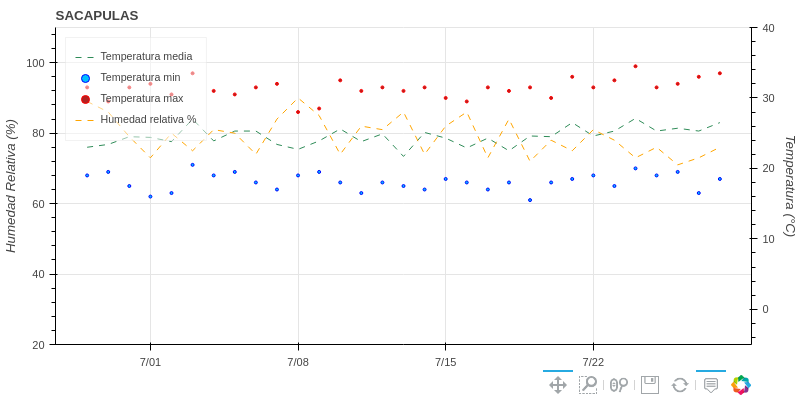 SACAPULAS
Temperatura media
Temperatura min
Temperatura max
Humedad relativa %
Humedad Relativa (%)
100
80
60
40
20
Temperatura (°C)
40
30
20
10
0
7/01
7/08
7/15
7/22